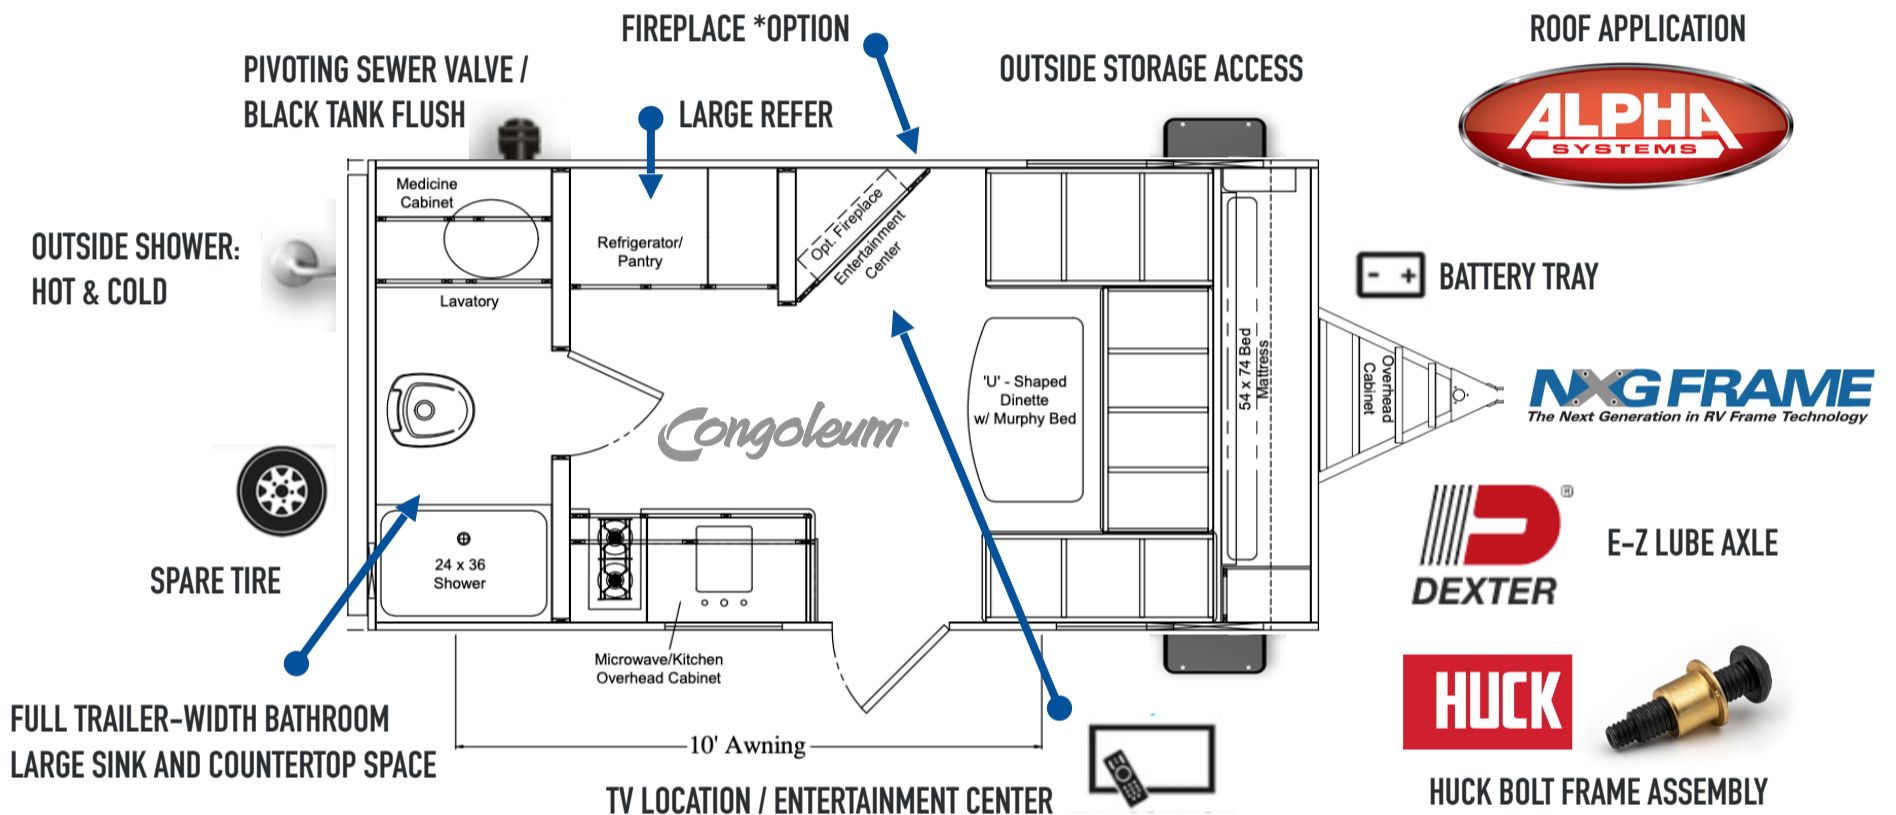 FIREPLACE *OPTION
ROOF APPLICATION
PIVOTING SEWER VALVE /
BLACK TANK FLUSH
LARGE REFER
OUTSIDE STORAGE ACCESS
ALPHA
SYSTEMS
Medicine
Cabinet
Lavatory
Refrigerator/
Pantry
Opt. Fireplace
Entertainment
Center
OUTSIDE SHOWER:
HOT & COLD
- +
BATTERY TRAY
'U' - Shaped
Dinette
w/ Murphy Bed
54 x 74 Bed
Mattress
Overhead
Cabinet
Congoleum
NXG FRAME
The Next Generation in RV Frame Technology
SPARE TIRE
24 x 36
Shower
DEXTER
E-Z LUBE AXLE
Microwave/Kitchen
Overhead Cabinet
HUCK
HUCK BOLT FRAME ASSEMBLY
FULL TRAILER-WIDTH BATHROOM
LARGE SINK AND COUNTERTOP SPACE
10' Awning
TV LOCATION / ENTERTAINMENT CENTER